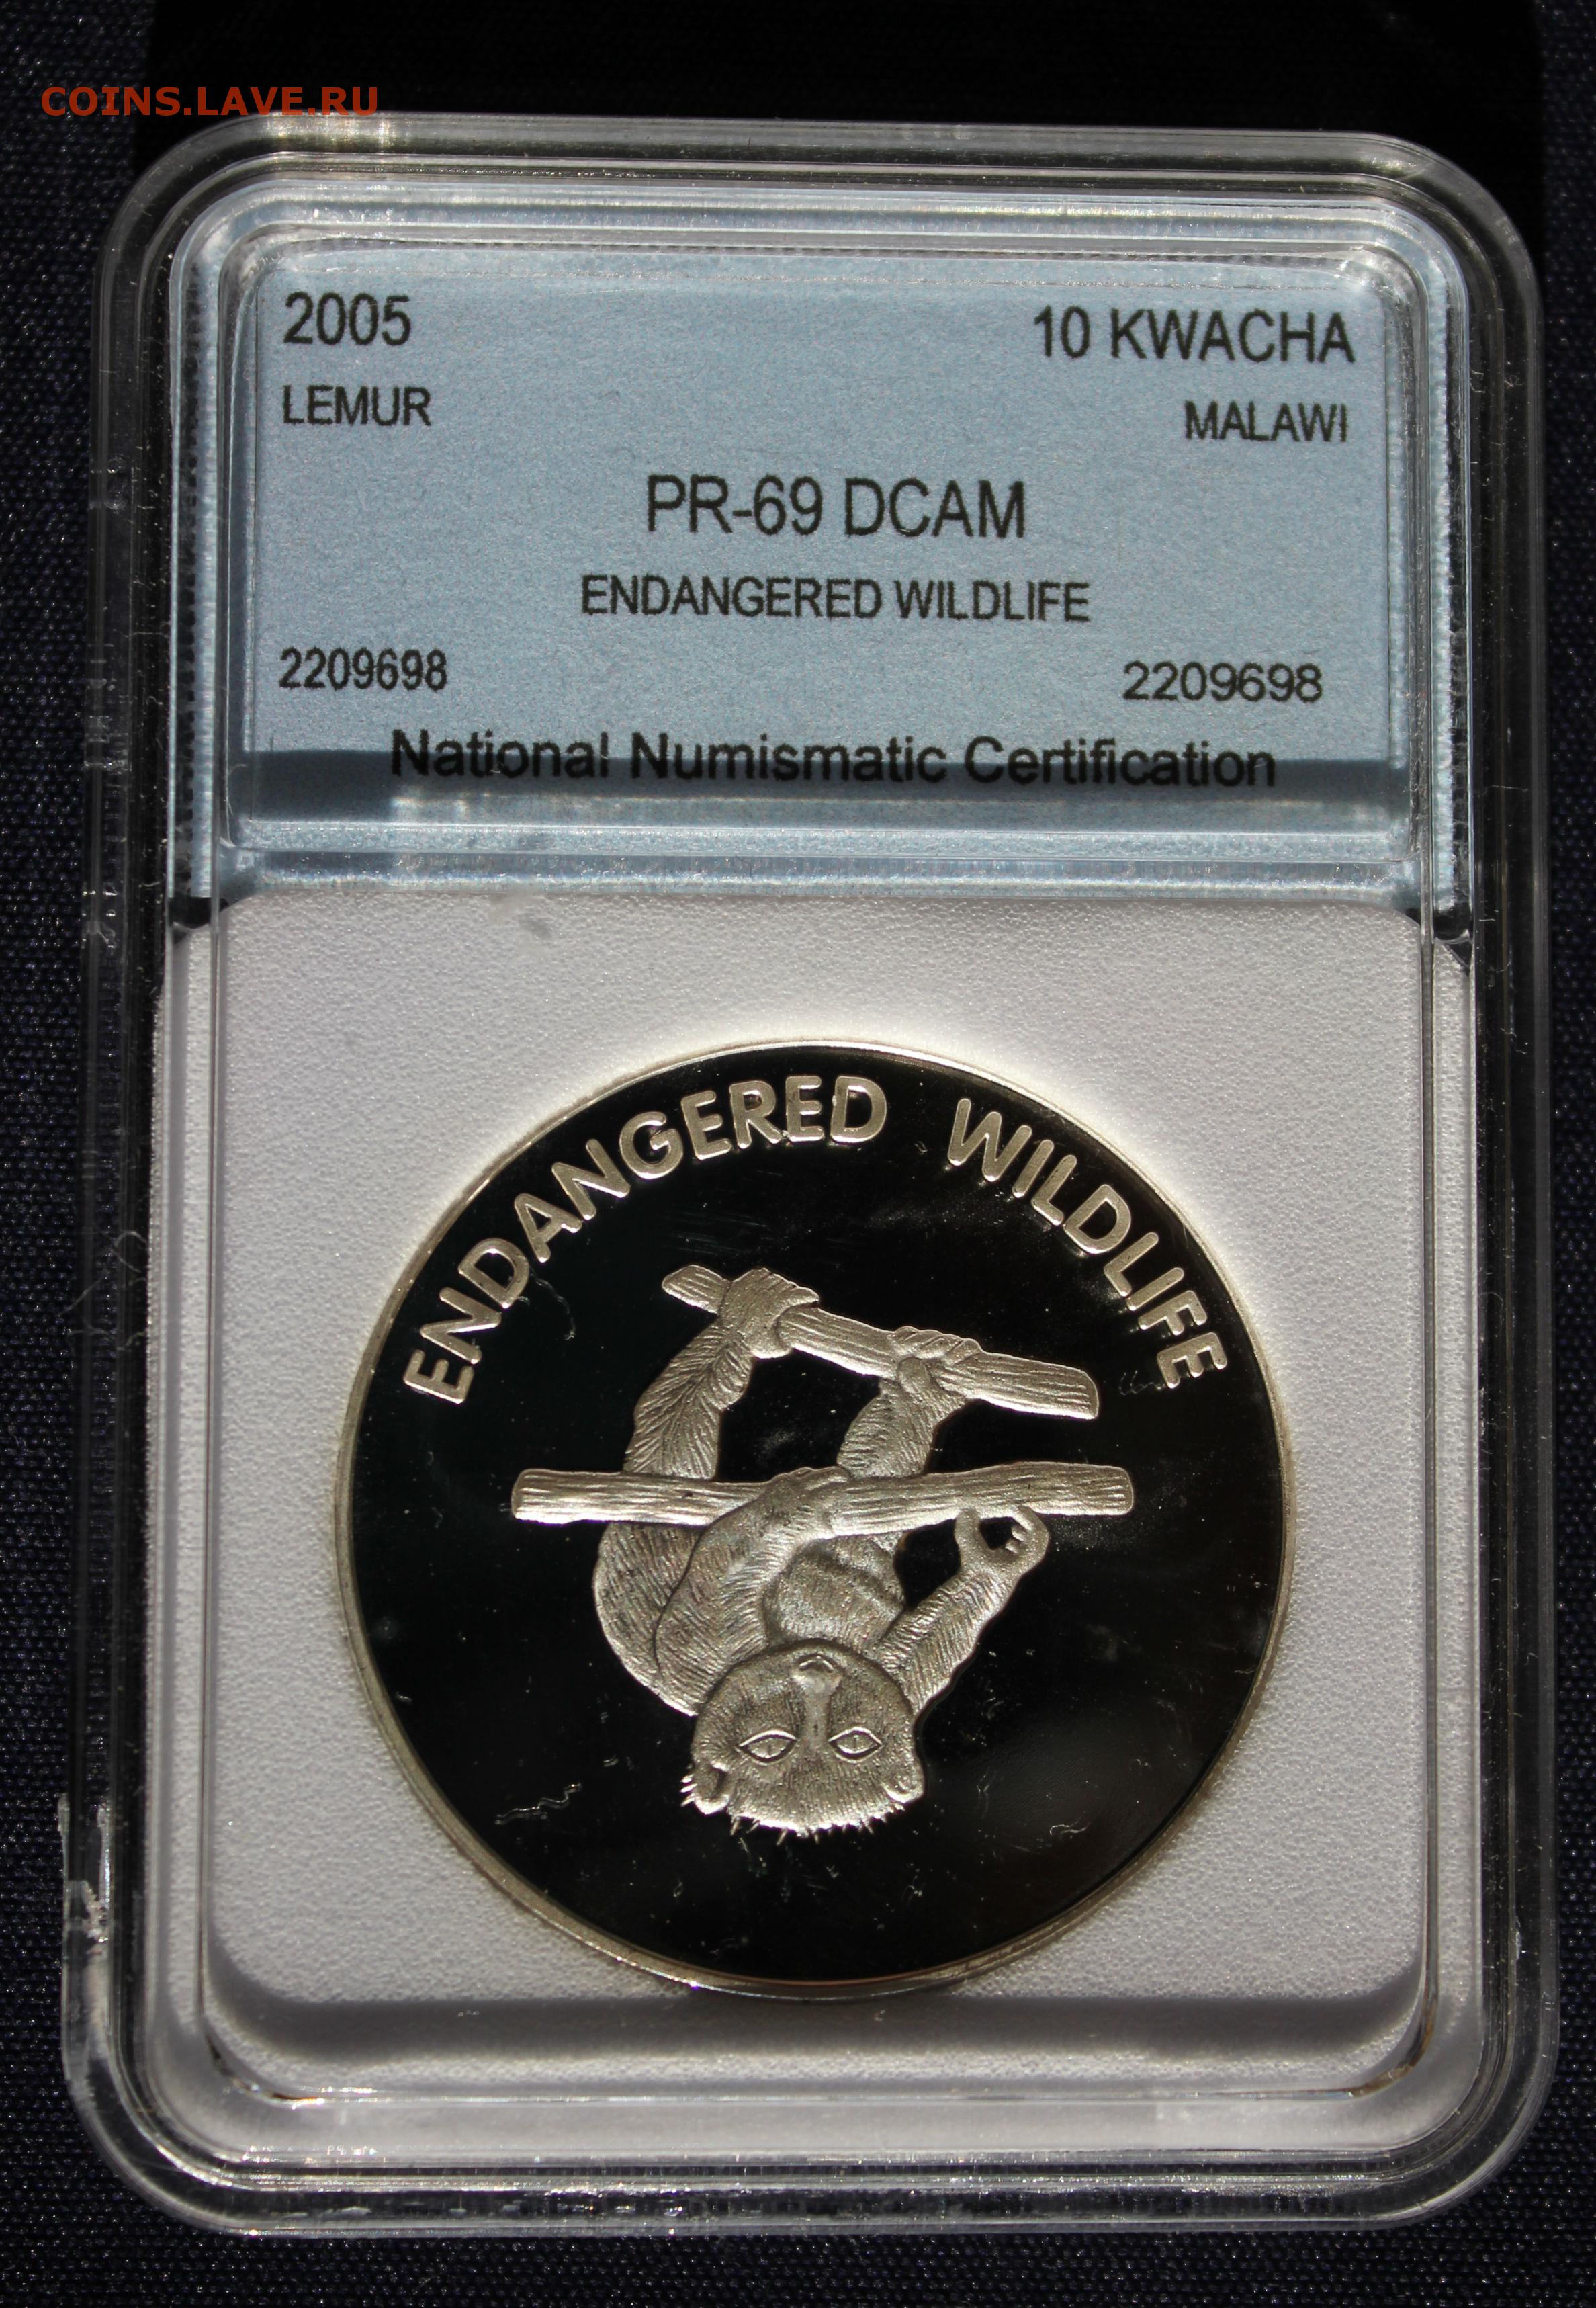 COINS.LAVE.RU
2005 10 KWACHA
LEMUR MALAWI
PR-69 DCAM
ENDANGERED WILDLIFE
2209698 2209698
National Numismatic Certification
ENDANGERED WILDLIFE